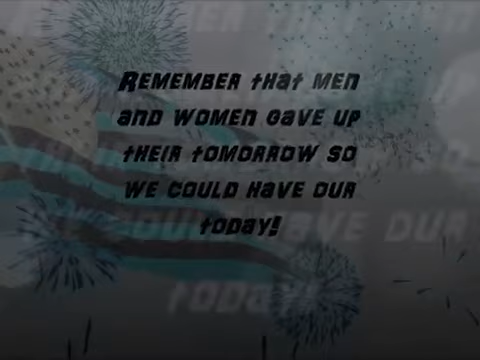 Remember that men
and women gave up
their tomorrow so
we could have our
today!